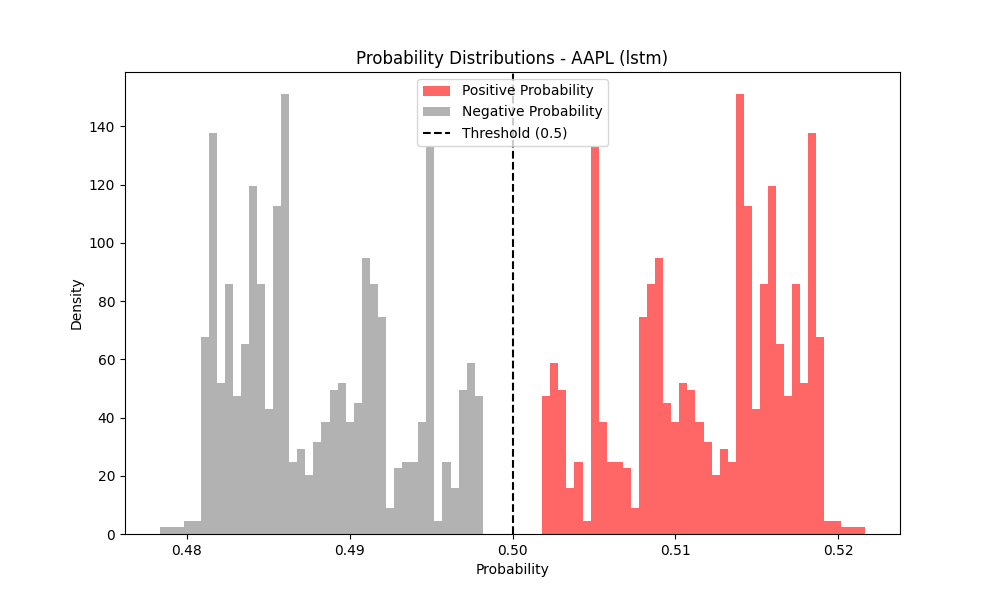 Probability Distributions - AAPL (lstm)
Positive Probability
Negative Probability
Threshold (0.5)
140
120
100
80
60
40
20
0
Density
0.48 0.49 0.50 0.51 0.52
Probability